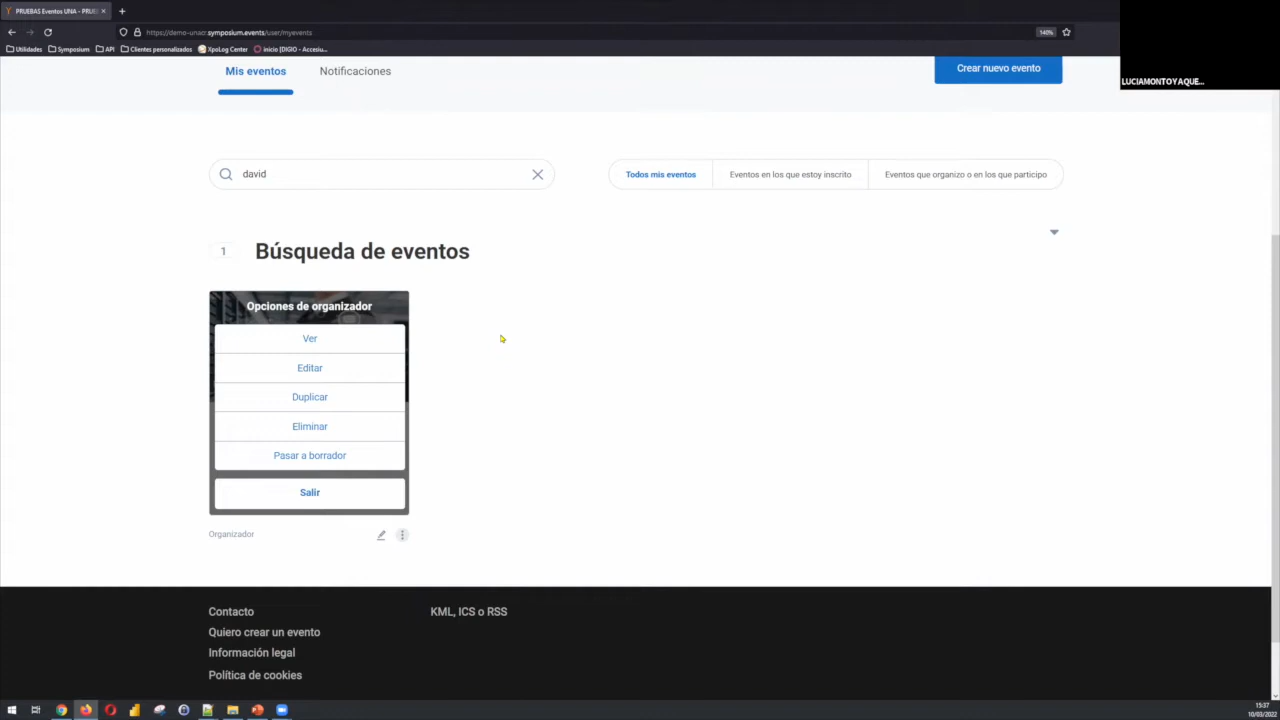 PRUEBAS Eventos UNA - PRUEB
https://demo-unacr.symposium.events/user/myevents
140%
Utilidades
Symposium
API
Clientes personalizados
XpoLog Center
inicio [DIGIO - Accesiu...
LUCIAMONTOYAQUE...
Mis eventos
Notificaciones
Crear nuevo evento
david
Todos mis eventos
Eventos en los que estoy inscrito
Eventos que organizo o en los que participo
1
Búsqueda de eventos
Opciones de organizador
Ver
Editar
Duplicar
Eliminar
Pasar a borrador
Salir
Organizador
Contacto
KML, ICS o RSS
Quiero crear un evento
Información legal
Política de cookies
15:37
10/03/2022